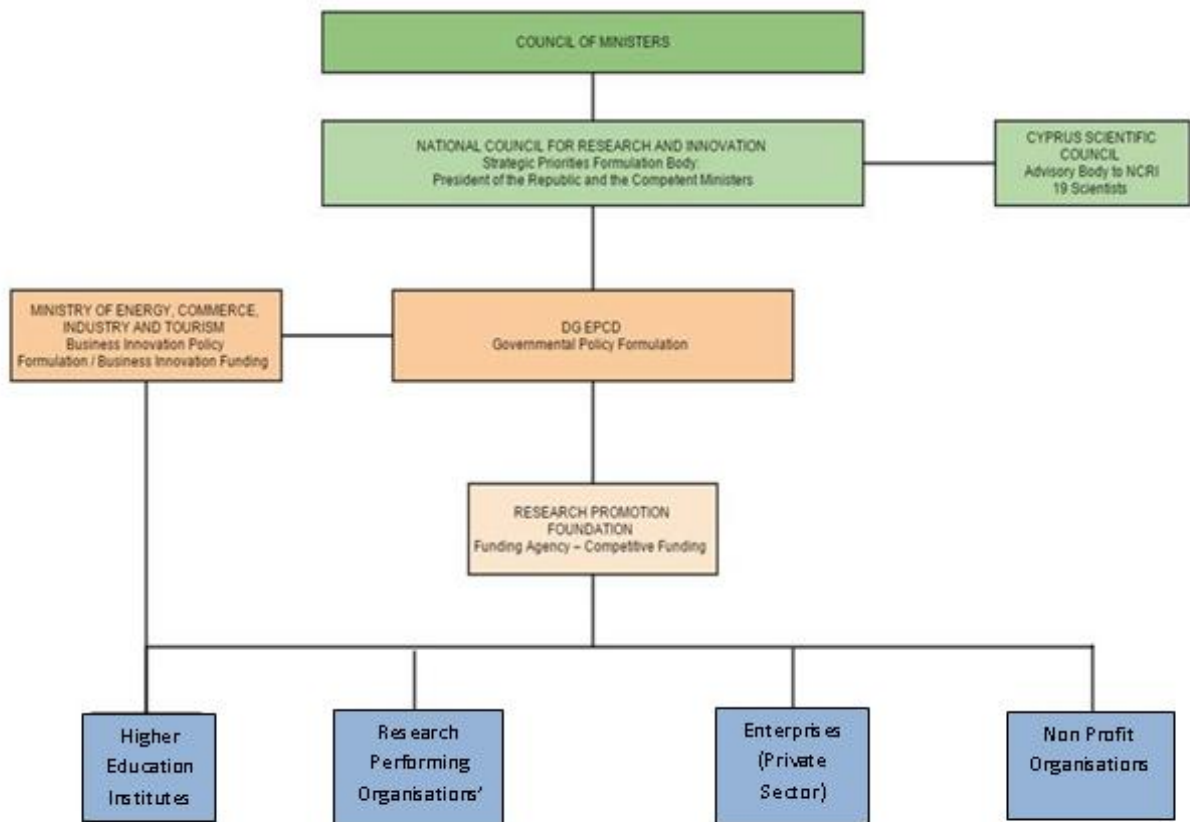 COUNCIL OF MINISTERS
NATIONAL COUNCIL FOR RESEARCH AND INNOVATION
Strategic Priorities Formulation Body
President of the Republic and the Competent Ministers
CYPRUS SCIENTIFIC
COUNCIL
Advisory Body to NCRI
19 Scientists
MINISTRY OF ENERGY, COMMERCE,
INDUSTRY AND TOURISM
Business Innovation Policy
Formulation / Business Innovation Funding
DG EPCD
Governmental Policy Formulation
RESEARCH PROMOTION
FOUNDATION
Funding Agency – Competitive Funding
Higher
Education
Institutes
Research
Performing
Organisations'
Enterprises
(Private
Sector)
Non Profit
Organisations